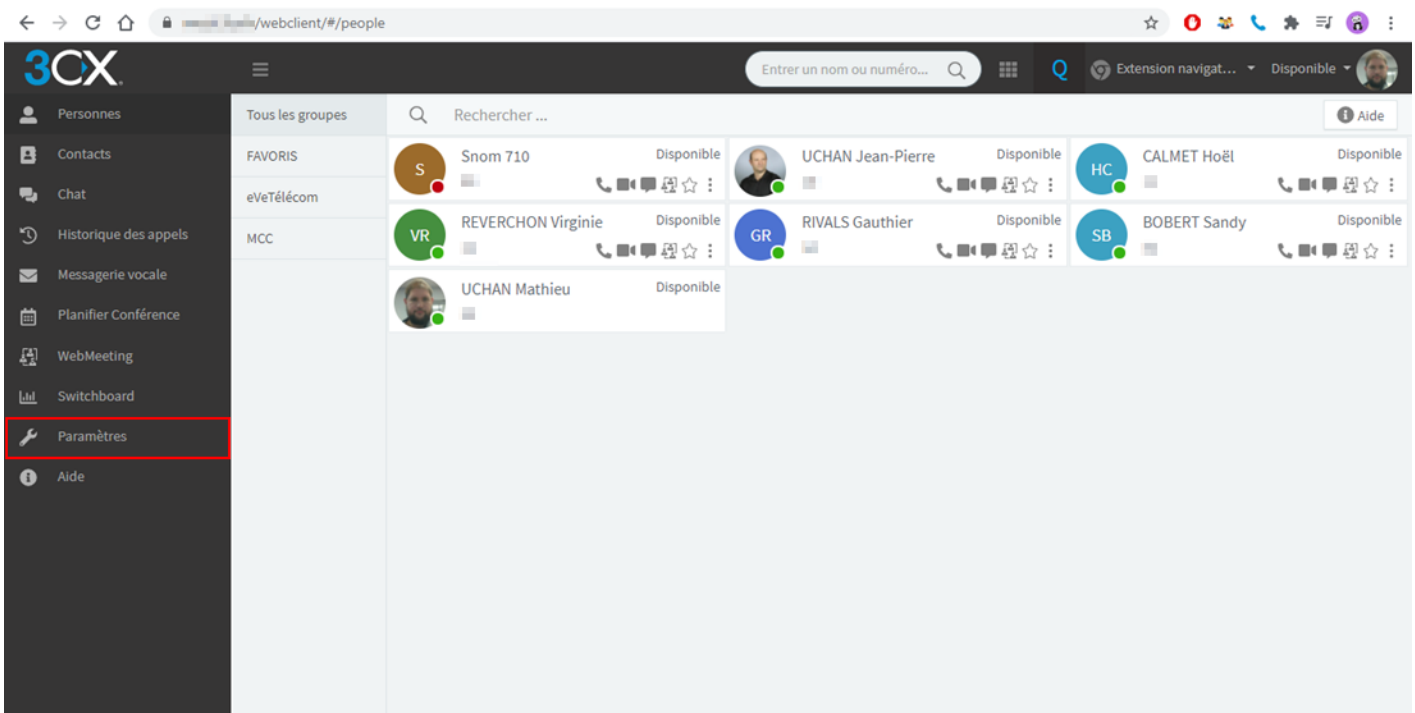 /webclient/#/people
3CX
Entrer un nom ou numéro...
Q
Extension navigat...
Disponible
Personnes
Contacts
Chat
Historique des appels
Messagerie vocale
Planifier Conférence
WebMeeting
Switchboard
Paramètres
Aide
Tous les groupes
FAVORIS
eVeTélécom
MCC
Rechercher ...
Aide
S
Snom 710
Disponible
UCHAN Jean-Pierre
Disponible
HC
CALMET Hoël
Disponible
VR
REVERCHON Virginie
Disponible
GR
RIVALS Gauthier
Disponible
SB
BOBERT Sandy
Disponible
UCHAN Mathieu
Disponible